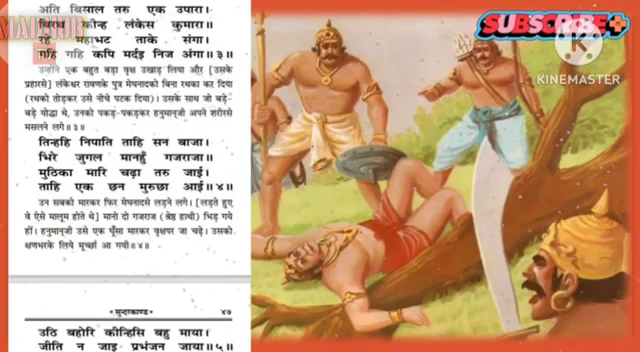 अति बिसाल तरु एक उपारा।
बिरथ कीन्ह लंकेस कुमारा॥
रहे महाभट ताके संगा।
गहि गहि कपि मर्दइ निज अंगा॥३॥
उन्होंने एक बहुत बड़ा वृक्ष उखाड़ लिया और [उसके
प्रहारसे] लंकेश्वर रावणके पुत्र मेघनादको बिना रथका कर दिया
(रथको तोड़कर उसे नीचे पटक दिया)। उसके साथ जो बड़े-
बड़े योद्धा थे, उनको पकड़-पकड़कर हनुमान्‌जी अपने शरीरसे
मसलने लगे॥३॥
तिन्हहि निपाति ताहि सन बाजा।
भिरे जुगल मानहुँ गजराजा॥
मुठिका मारि चढ़ा तरु जाई।
ताहि एक छन मुरुछा आई॥४॥
उन सबको मारकर फिर मेघनादसे लड़ने लगे। [लड़ते हुए
वे ऐसे मालूम होते थे] मानो दो गजराज (श्रेष्ठ हाथी) भिड़ गये
हों। हनुमान्‌जी उसे एक घूँसा मारकर वृक्षपर जा चढ़े। उसको
क्षणभरके लिये मूर्च्छा आ गयी॥४॥
* सुन्दरकाण्ड * ४७
उठि बहोरि कीन्हिसि बहु माया।
जीति न जाइ प्रभंजन जाया॥५॥
SUBSCRIBE
KINEMASTER